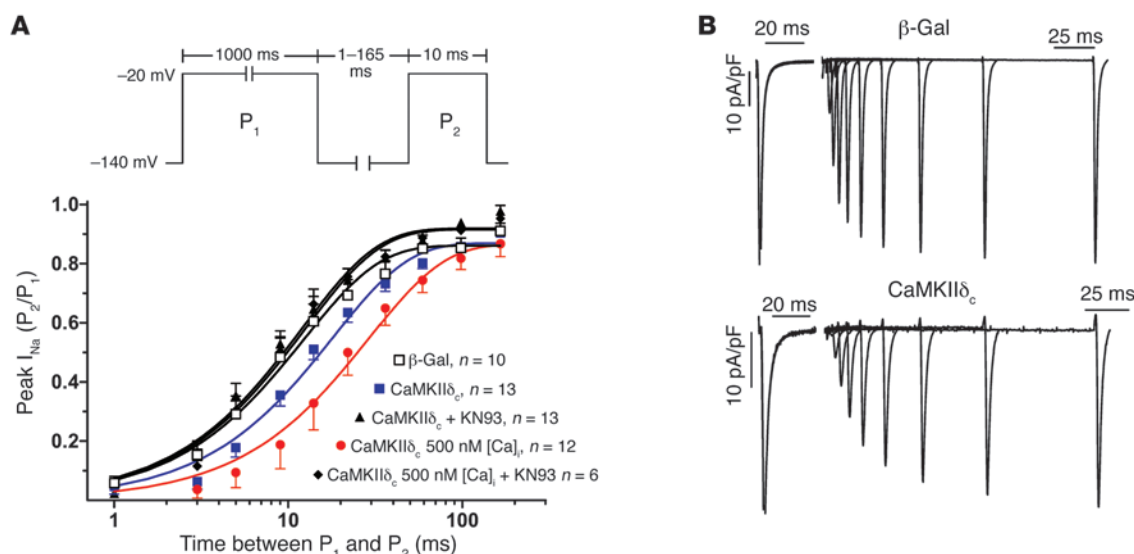 A
1000 ms
1–165 ms
10 ms
–20 mV
P1
P2
–140 mV
1.0
0.8
0.6
0.4
0.2
Peak INa (P2/P1)
β-Gal, n = 10
CaMKIIδc, n = 13
CaMKIIδc + KN93, n = 13
CaMKIIδc 500 nM [Ca]i, n = 12
CaMKIIδc 500 nM [Ca]i + KN93 n = 6
1
10
100
Time between P1 and P2 (ms)
B
20 ms
β-Gal
25 ms
10 pA/pF
20 ms
CaMKIIδc
25 ms
10 pA/pF